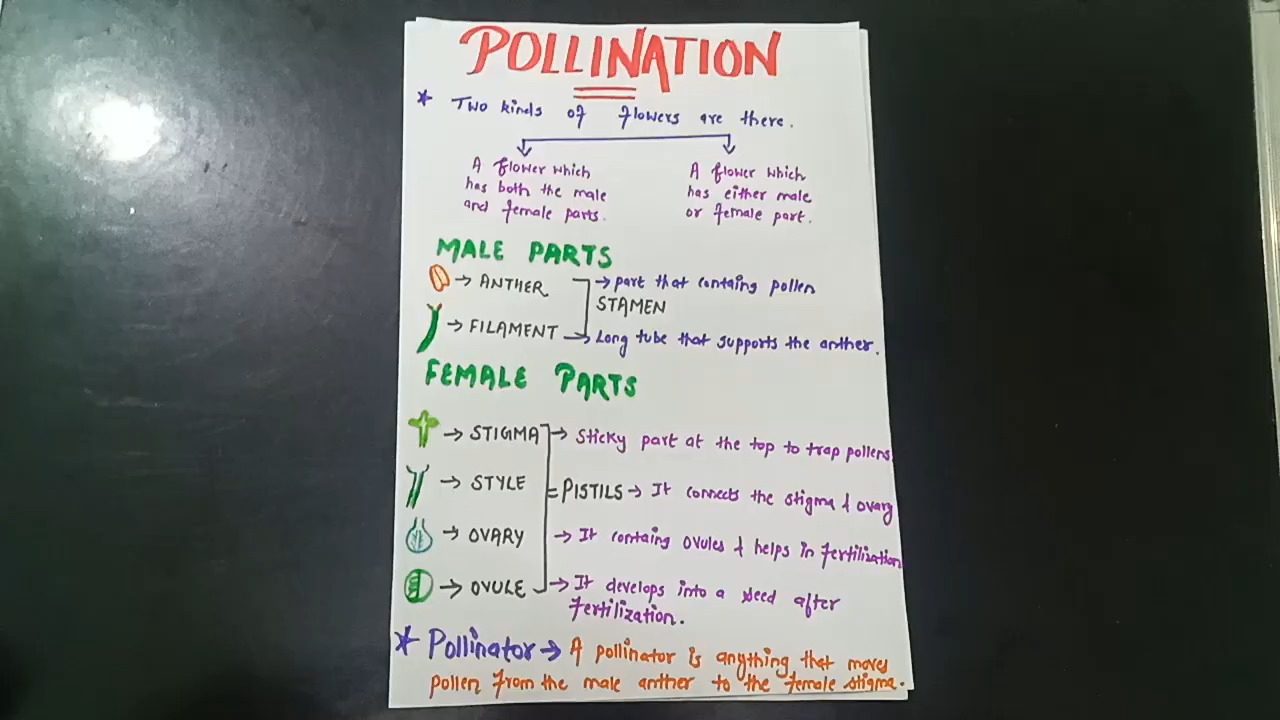 POLLINATION
* Two kinds of flowers are there.
A flower which
has both the male
and female parts.
A flower which
has either male
or female part.
MALE PARTS
→ ANTHER → part that containg pollen
STAMEN
→ FILAMENT → Long tube that supports the anther.
FEMALE PARTS
→ STIGMA → Sticky part at the top to trap pollens
→ STYLE = PISTILS → It connects the stigma & ovary
→ OVARY → It containg ovules & helps in fertilization
→ OVULE → It develops into a seed after
fertilization.
* Pollinator → A pollinator is anything that moves
pollen from the male anther to the female stigma.